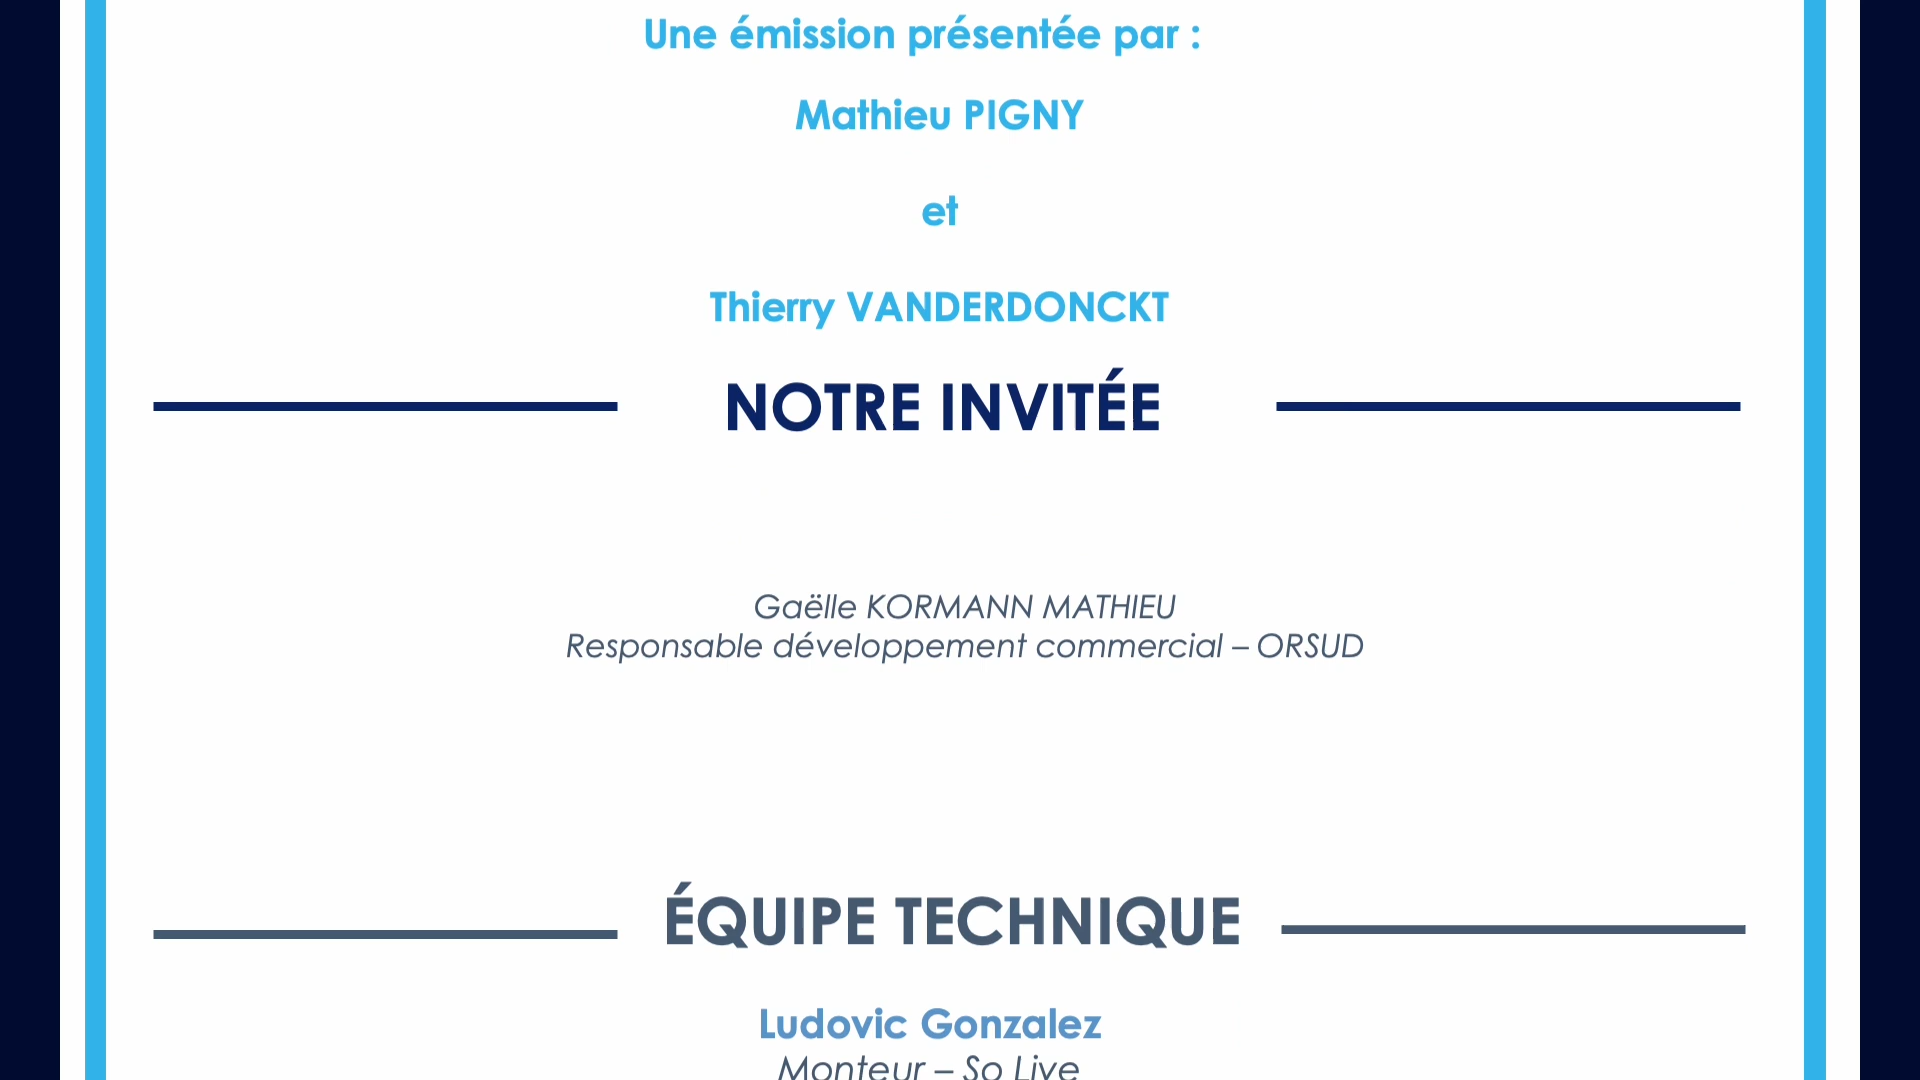 Une émission présentée par :
Mathieu PIGNY
et
Thierry VANDERDONCKT
NOTRE INVITÉE
Gaëlle KORMANN MATHIEU
Responsable développement commercial – ORSUD
ÉQUIPE TECHNIQUE
Ludovic Gonzalez
Monteur – So Live